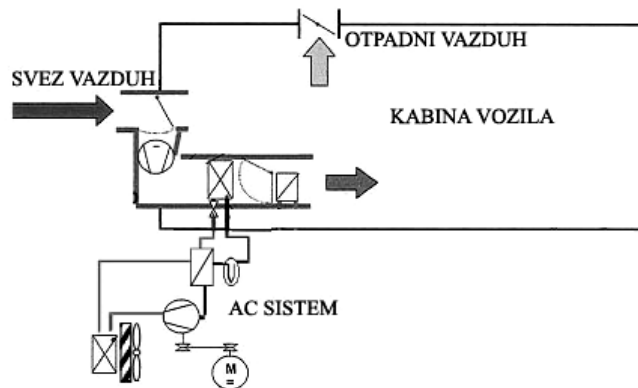 OTPADNI VAZDUH
SVEZ VAZDUH
KABINA VOZILA
AC SISTEM
M
=